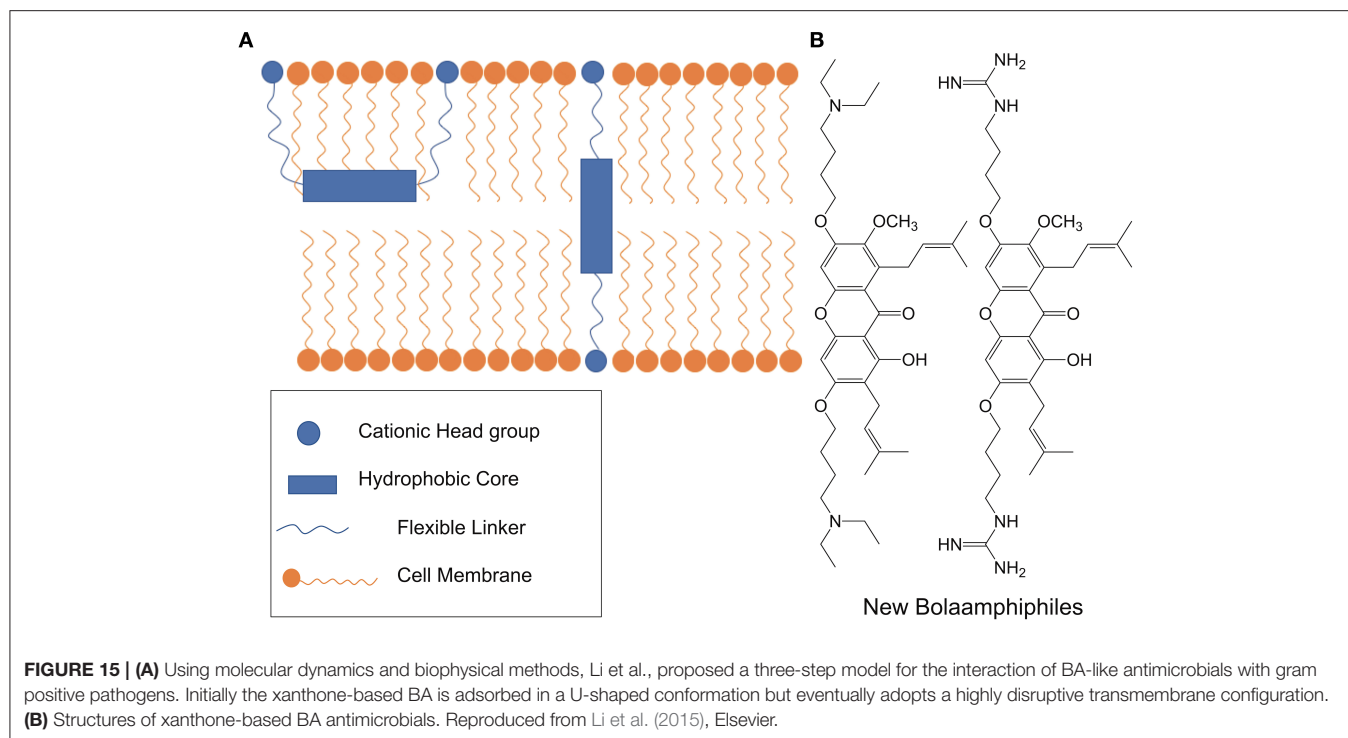 A
B
NH₂
HN
NH
N
O
OCH₃
O
O
OH
O
N
O
OCH₃
O
O
OH
O
NH
HN
NH₂
Cationic Head group
Hydrophobic Core
Flexible Linker
Cell Membrane
New Bolaamphiphiles
FIGURE 15 | (A) Using molecular dynamics and biophysical methods, Li et al., proposed a three-step model for the interaction of BA-like antimicrobials with gram
positive pathogens. Initially the xanthone-based BA is adsorbed in a U-shaped conformation but eventually adopts a highly disruptive transmembrane configuration.
(B) Structures of xanthone-based BA antimicrobials. Reproduced from Li et al. (2015), Elsevier.